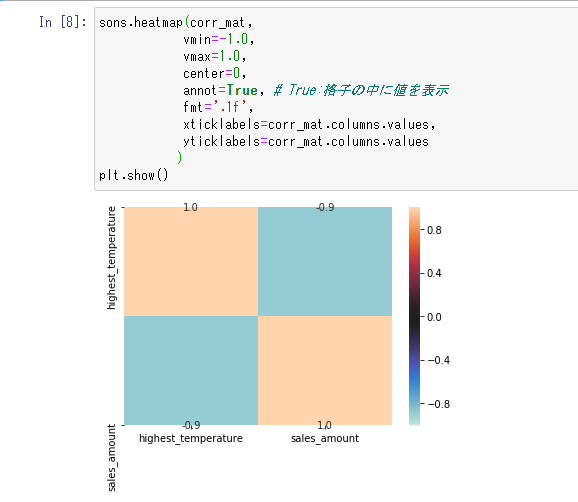 In [8]:
sons.heatmap(corr_mat,
vmin=-1.0,
vmax=1.0,
center=0,
annot=True, # True:格子の中に値を表示
fmt='.1f',
xticklabels=corr_mat.columns.values,
yticklabels=corr_mat.columns.values
)
plt.show()
highest_temperature
sales_amount
1.0
-0.9
-0.9
1.0
highest_temperature
sales_amount
0.8
0.4
0.0
-0.4
-0.8